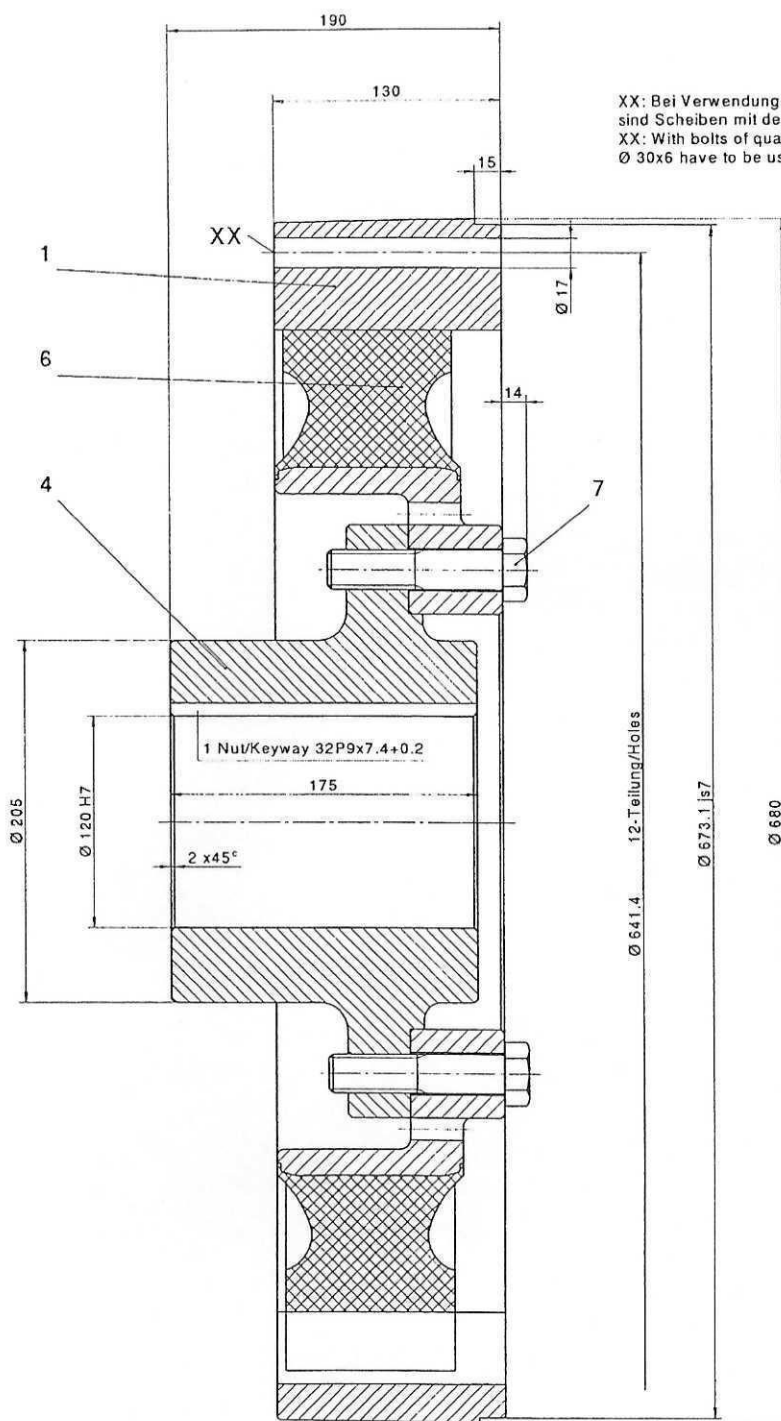 190
130
XX: Bei Verwendung
sind Scheiben mit de
XX: With bolts of qua
Ø 30x6 have to be us
15
XX
1
Ø 17
6
14
4
7
1 Nut/Keyway 32P9x7.4+0.2
175
2 x45°
Ø 205
Ø 120 H7
Ø 641.4 12-Teilung/Holes
Ø 673.1 js7
Ø 680